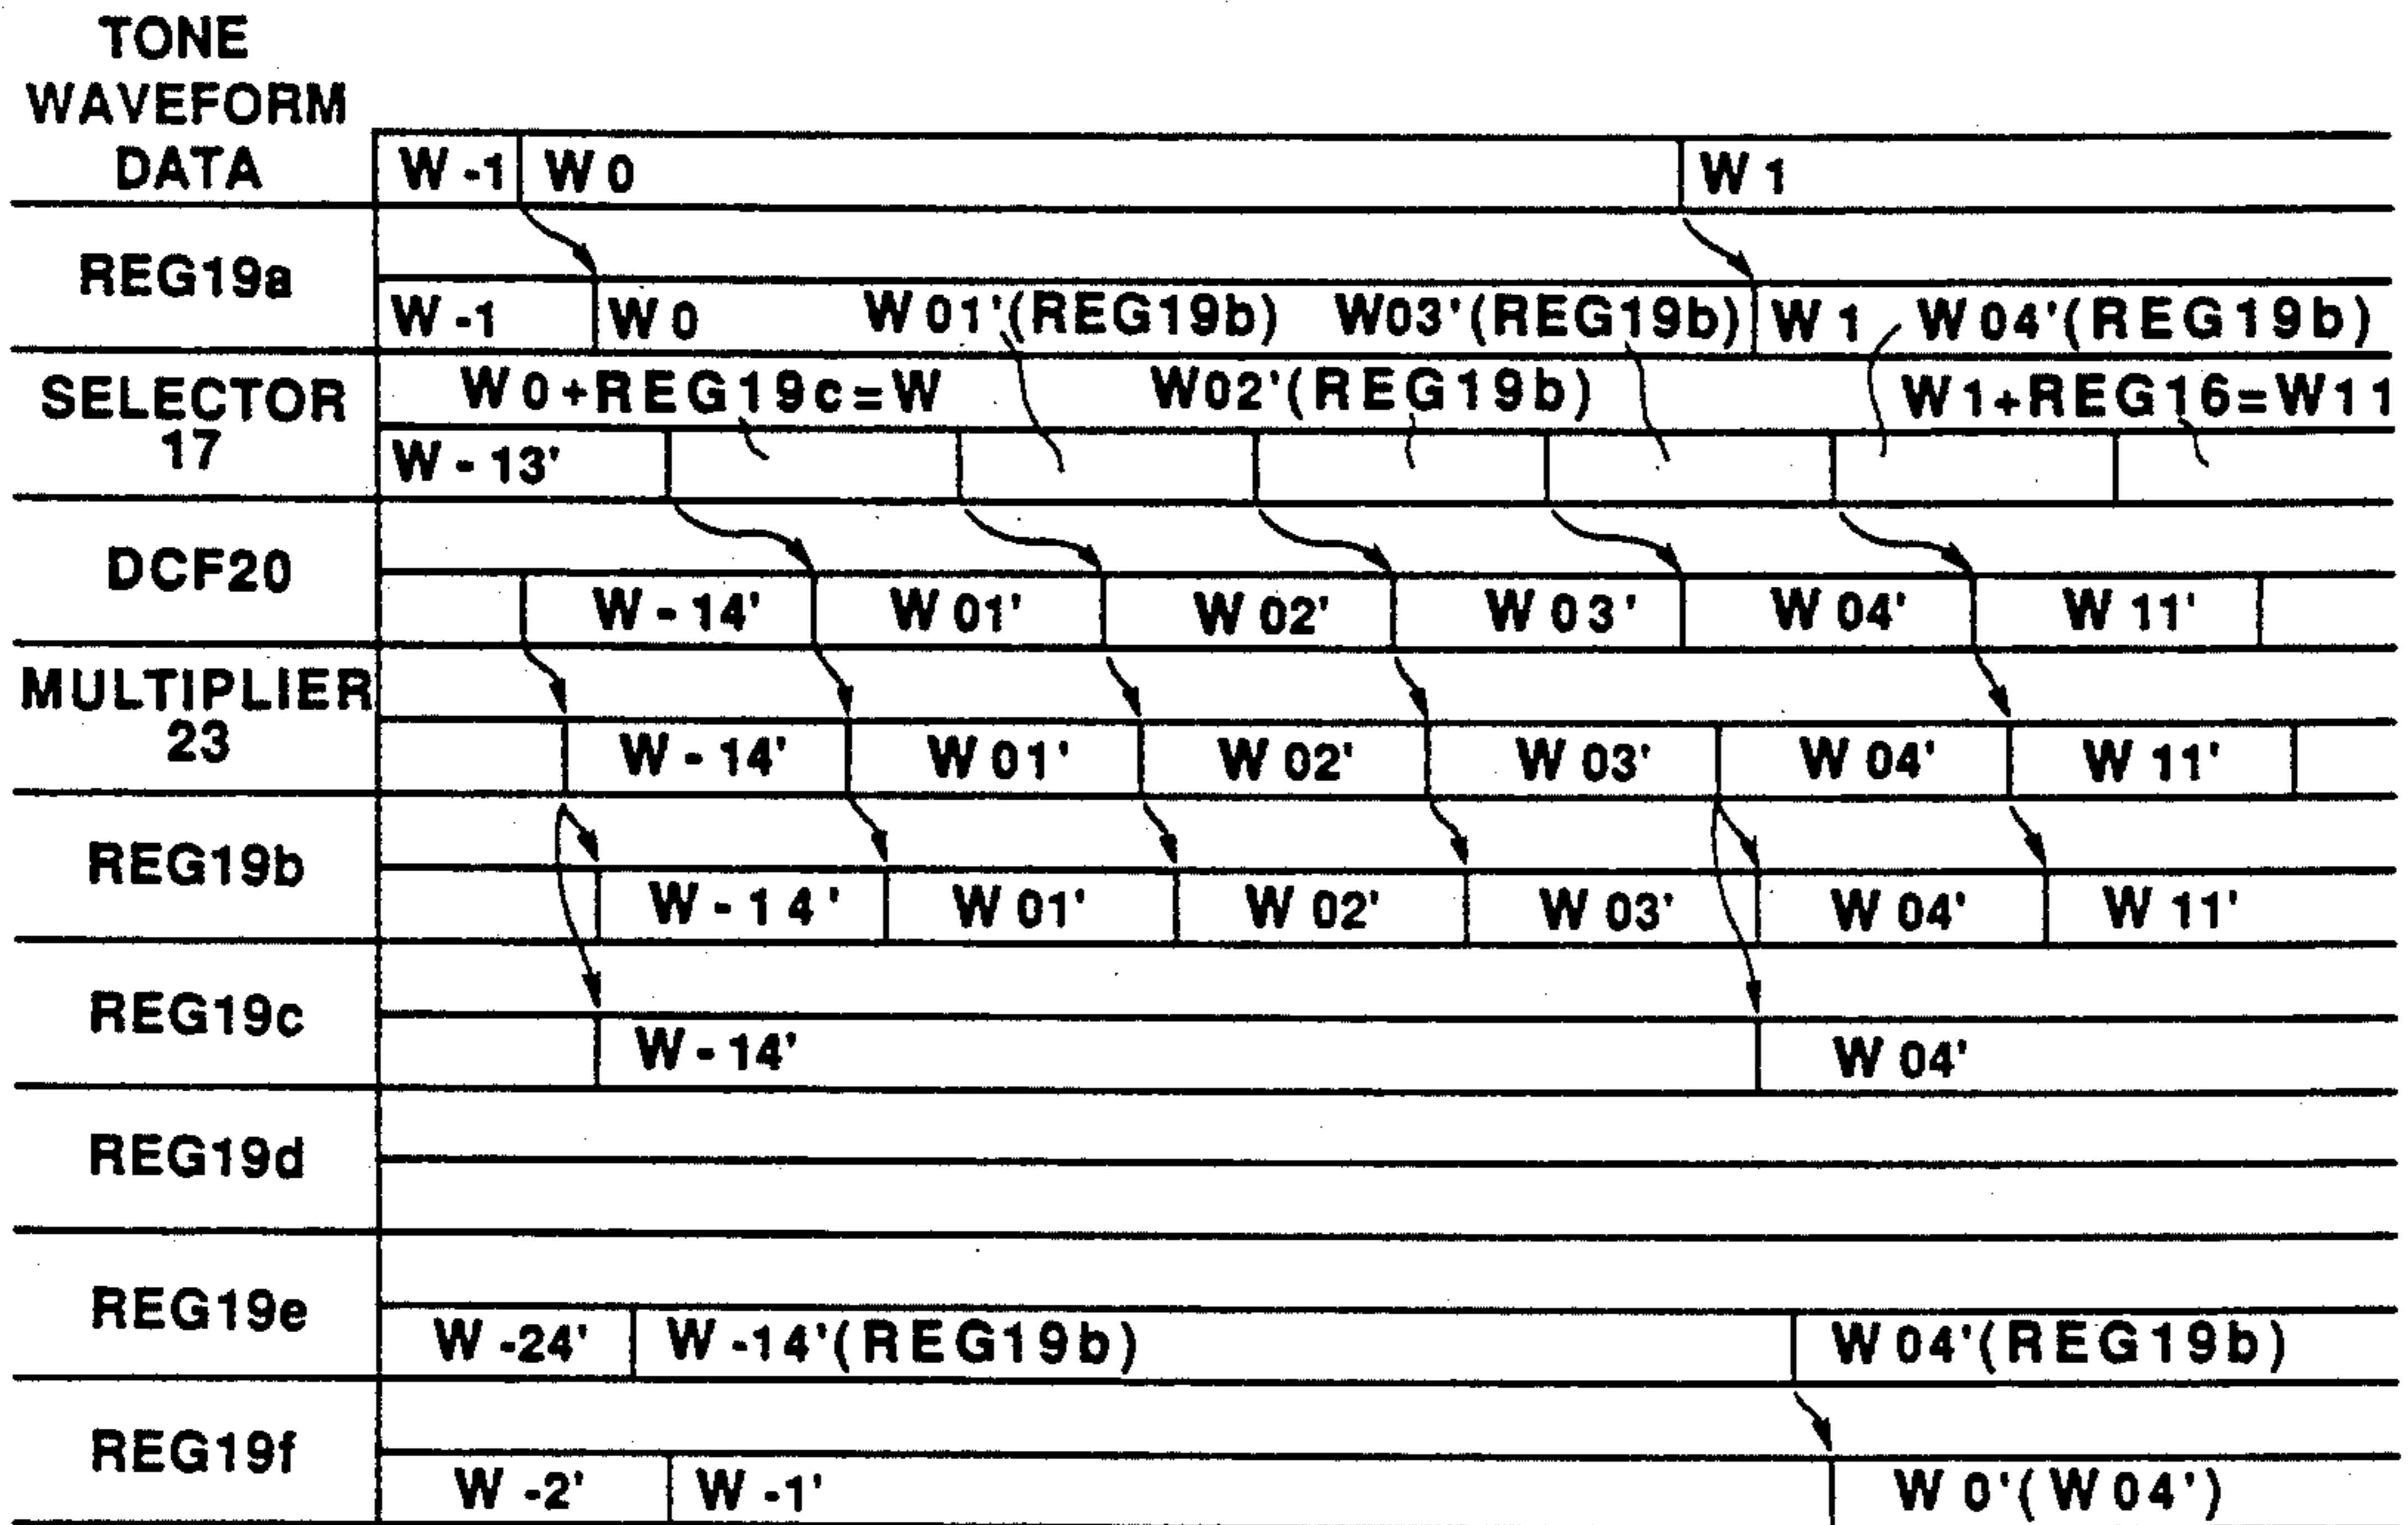 TONE
WAVEFORM
DATA
W -1 W 0 W 1
REG19a
W -1 W 0 W 01'(REG19b) W03'(REG19b) W 1 W 04'(REG19b)
SELECTOR
17
W 0+REG19c=W W02'(REG19b) W1+REG16=W11
W - 13'
DCF20
W - 14' W 01' W 02' W 03' W 04' W 11'
MULTIPLIER
23
W - 14' W 01' W 02' W 03' W 04' W 11'
REG19b
W - 14' W 01' W 02' W 03' W 04' W 11'
REG19c
W - 14' W 04'
REG19d
REG19e
W -24' W -14'(REG19b) W 04'(REG19b)
REG19f
W -2' W -1' W 0'(W 04')